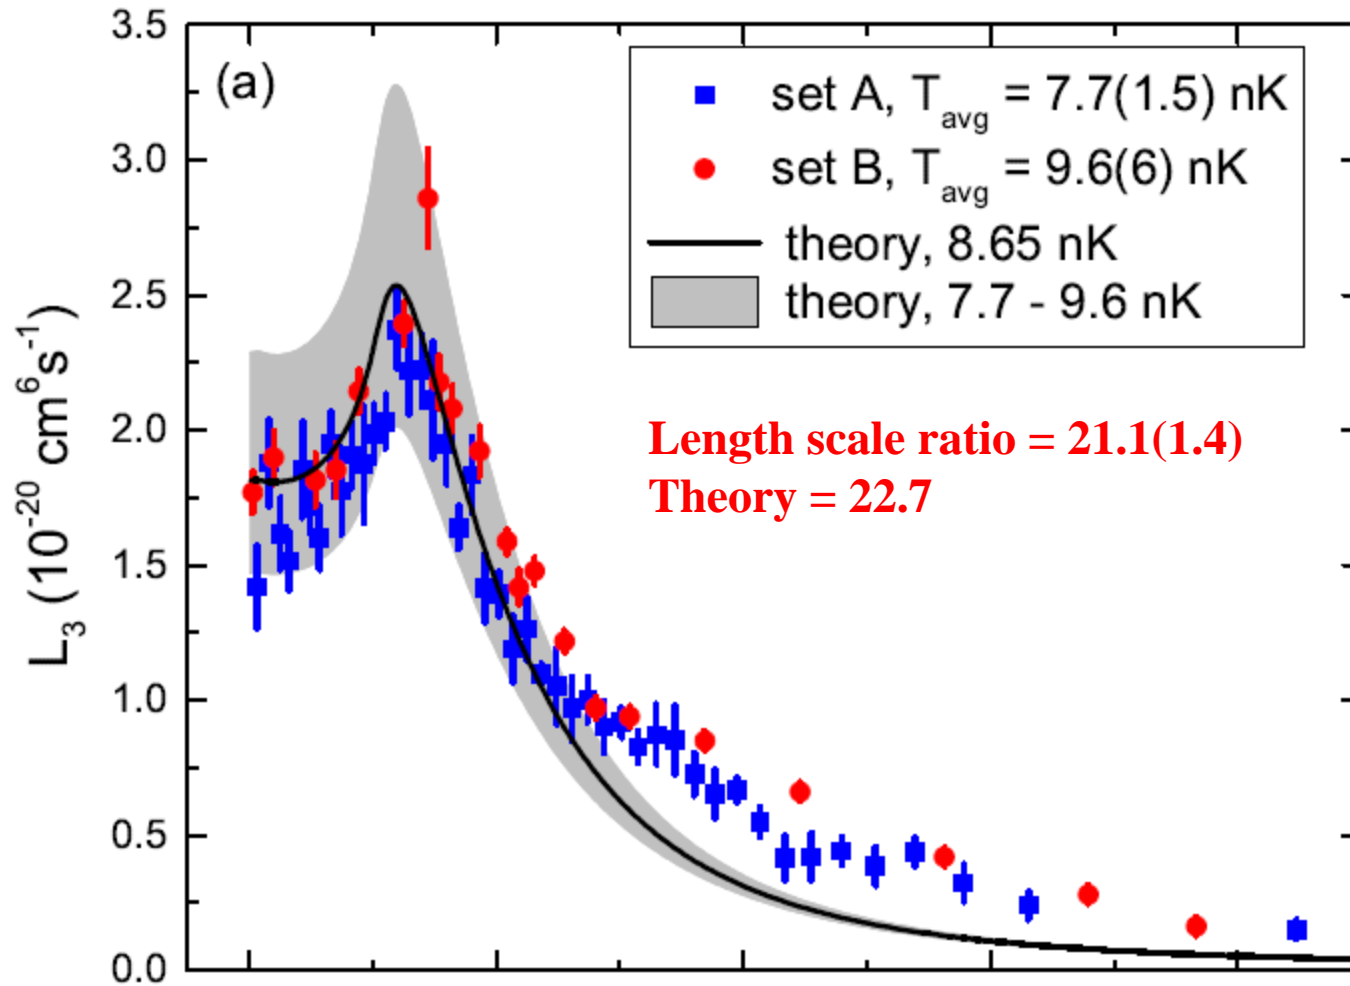 3.5
3.0
2.5
2.0
1.5
1.0
0.5
0.0
L₃ (10⁻²⁰ cm⁶s⁻¹)
(a)
set A, Tavg = 7.7(1.5) nK
set B, Tavg = 9.6(6) nK
theory, 8.65 nK
theory, 7.7 - 9.6 nK
Length scale ratio = 21.1(1.4)
Theory = 22.7